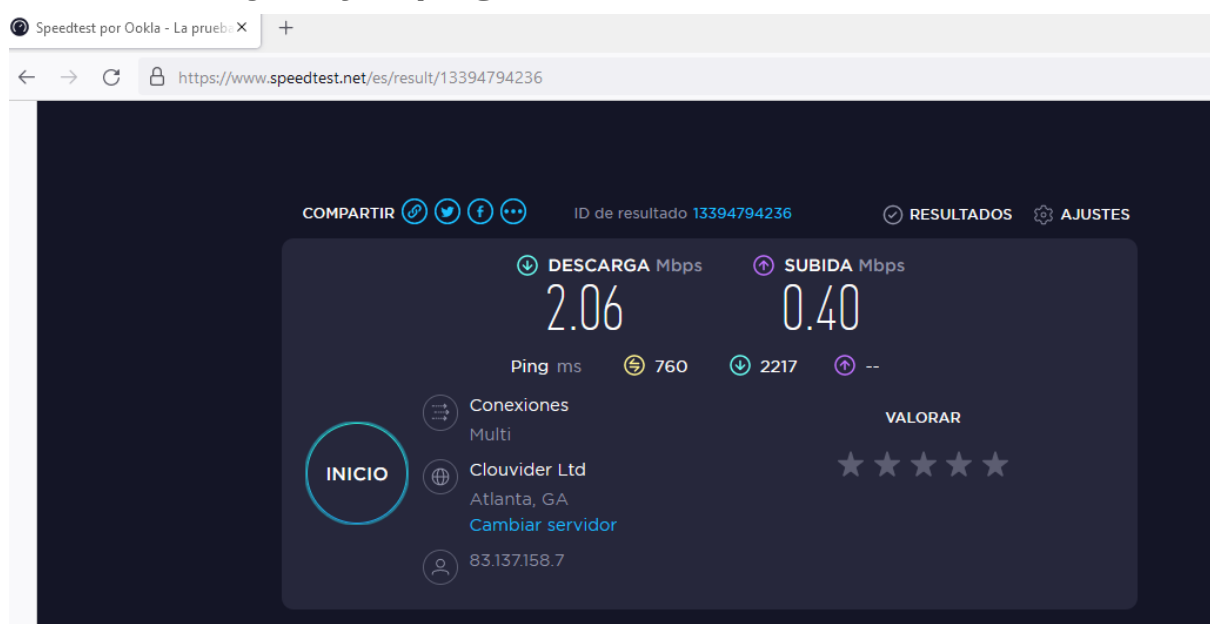 Speedtest por Ookla - La prueba
https://www.speedtest.net/es/result/13394794236
COMPARTIR ID de resultado 13394794236 RESULTADOS AJUSTES
DESCARGA Mbps SUBIDA Mbps
2.06 0.40
Ping ms 760 2217 --
Conexiones
Multi
VALORAR
INICIO
Clouvider Ltd
Atlanta, GA
Cambiar servidor
83.137.158.7